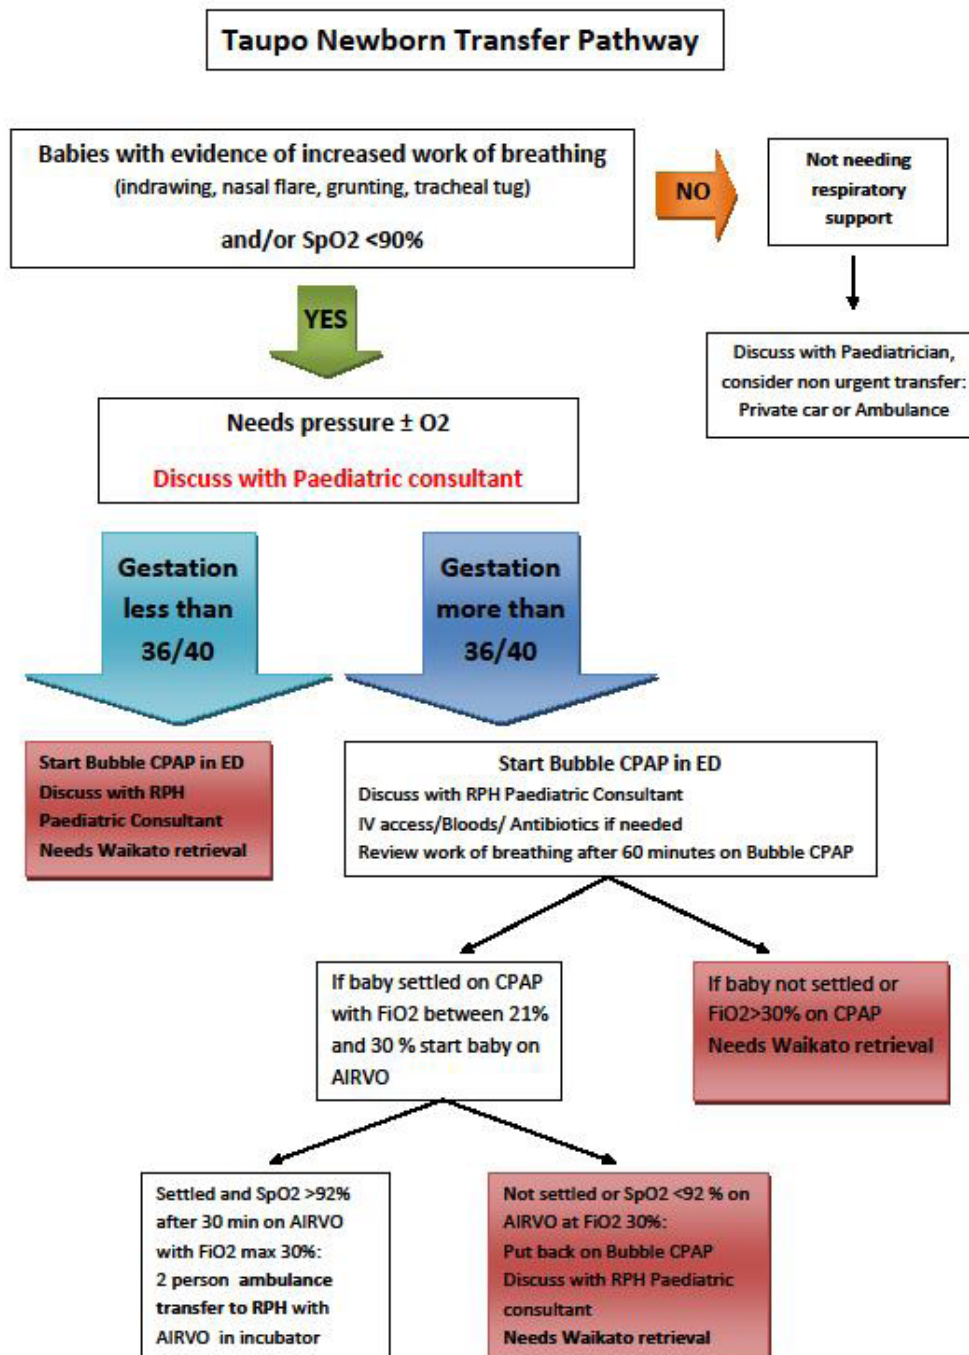 Taupo Newborn Transfer Pathway
Babies with evidence of increased work of breathing
(indrawing, nasal flare, grunting, tracheal tug)
and/or SpO2 <90%
NO
Not needing
respiratory
support
YES
Discuss with Paediatrician,
consider non urgent transfer:
Private car or Ambulance
Needs pressure ± O2
Discuss with Paediatric consultant
Gestation
less than
36/40
Gestation
more than
36/40
Start Bubble CPAP in ED
Discuss with RPH
Paediatric Consultant
Needs Waikato retrieval
Start Bubble CPAP in ED
Discuss with RPH Paediatric Consultant
IV access/Bloods/ Antibiotics if needed
Review work of breathing after 60 minutes on Bubble CPAP
If baby settled on CPAP
with FiO2 between 21%
and 30 % start baby on
AIRVO
If baby not settled or
FiO2>30% on CPAP
Needs Waikato retrieval
Settled and SpO2 >92%
after 30 min on AIRVO
with FiO2 max 30%:
2 person ambulance
transfer to RPH with
AIRVO in incubator
Not settled or SpO2 <92 % on
AIRVO at FiO2 30%:
Put back on Bubble CPAP
Discuss with RPH Paediatric
consultant
Needs Waikato retrieval